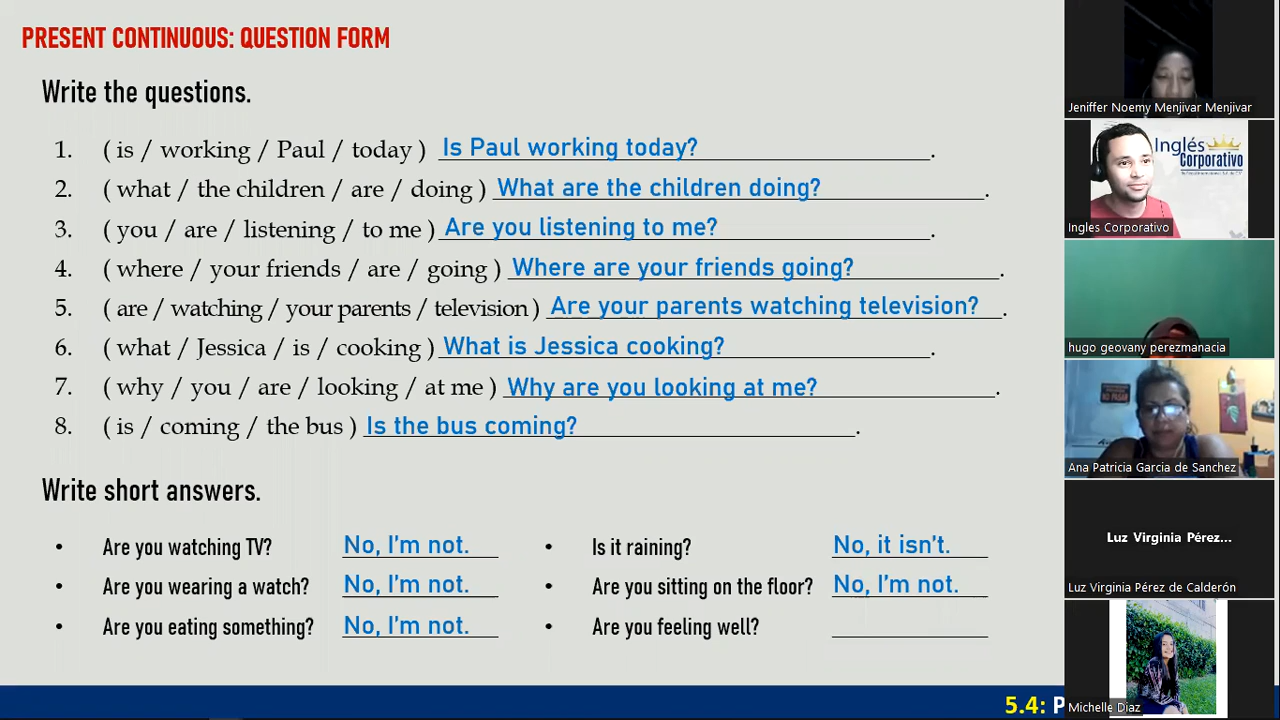 PRESENT CONTINUOUS: QUESTION FORM
Write the questions.
1. ( is / working / Paul / today ) Is Paul working today? .
2. ( what / the children / are / doing ) What are the children doing? .
3. ( you / are / listening / to me ) Are you listening to me? .
4. ( where / your friends / are / going ) Where are your friends going? .
5. ( are / watching / your parents / television ) Are your parents watching television? .
6. ( what / Jessica / is / cooking ) What is Jessica cooking? .
7. ( why / you / are / looking / at me ) Why are you looking at me? .
8. ( is / coming / the bus ) Is the bus coming? .
Write short answers.
• Are you watching TV? No, I'm not.
• Are you wearing a watch? No, I'm not.
• Are you eating something? No, I'm not.
• Is it raining? No, it isn't.
• Are you sitting on the floor? No, I'm not.
• Are you feeling well?
5.4: P
Jeniffer Noemy Menjivar Menjivar
Inglés
Corporativo
Ingles Corporativo
hugo geovany perezmanacia
NO PASAR
Ana Patricia Garcia de Sanchez
Luz Virginia Pérez...
Luz Virginia Pérez de Calderón
Michelle Diaz